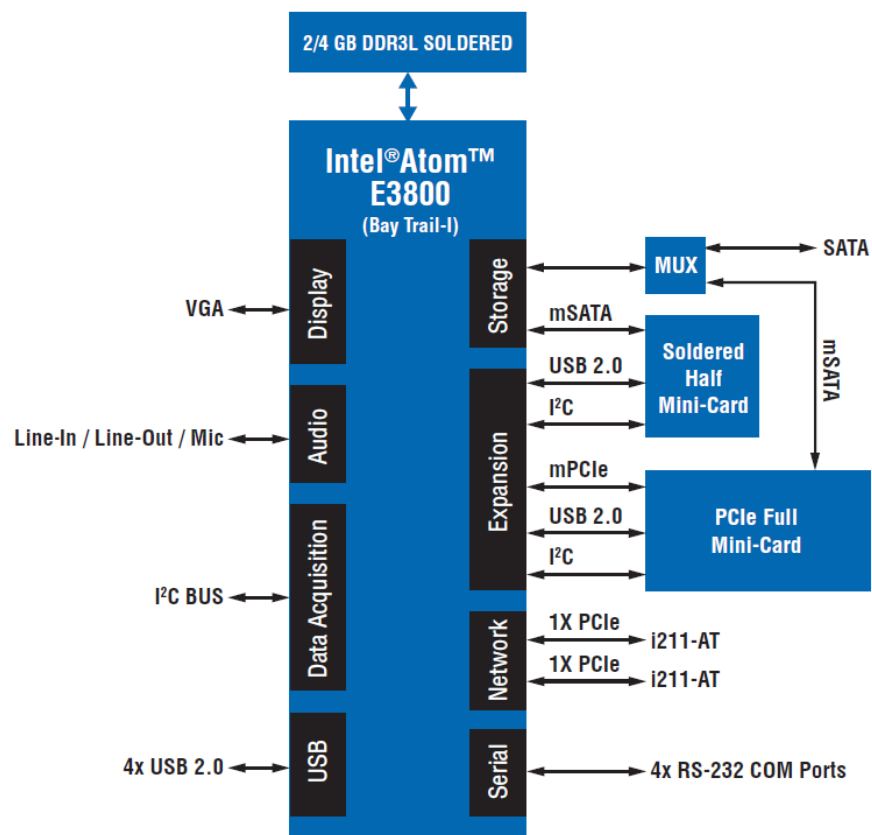 2/4 GB DDR3L SOLDERED
Intel®Atom™
E3800
(Bay Trail-I)
Display
Audio
Data Acquisition
USB
Storage
Expansion
Network
Serial
VGA
Line-In / Line-Out / Mic
I²C BUS
4x USB 2.0
MUX
SATA
mSATA
mSATA
USB 2.0
I²C
Soldered
Half
Mini-Card
mPCIe
USB 2.0
I²C
PCIe Full
Mini-Card
1X PCIe
i211-AT
1X PCIe
i211-AT
4x RS-232 COM Ports